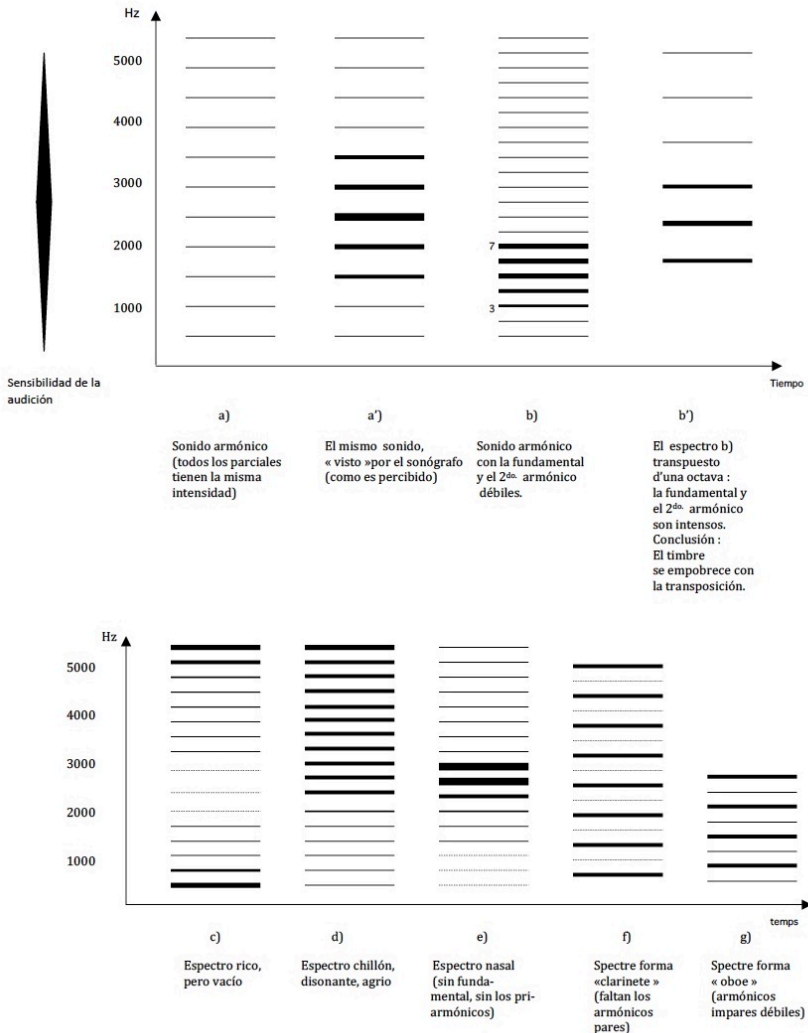 Hz
5000
4000
3000
2000
1000
7
3
Sensibilidad de la
audición
Tiempo
a)
Sonido armónico
(todos los parciales
tienen la misma
intensidad)
a')
El mismo sonido,
« visto »por el sonógrafo
(como es percibido)
b)
Sonido armónico
con la fundamental
y el 2do. armónico
débiles.
b')
El espectro b)
transpuesto
d'una octava :
la fundamental y
el 2do. armónico
son intensos.
Conclusión :
El timbre
se empobrece con
la transposición.
Hz
5000
4000
3000
2000
1000
temps
c)
Espectro rico,
pero vacío
d)
Espectro chillón,
disonante, agrio
e)
Espectro nasal
(sin funda-
mental, sin los pri-
armónicos)
f)
Spectre forma
«clarinete »
(faltan los
armónicos
pares)
g)
Spectre forma
« oboe »
(armónicos
impares débiles)